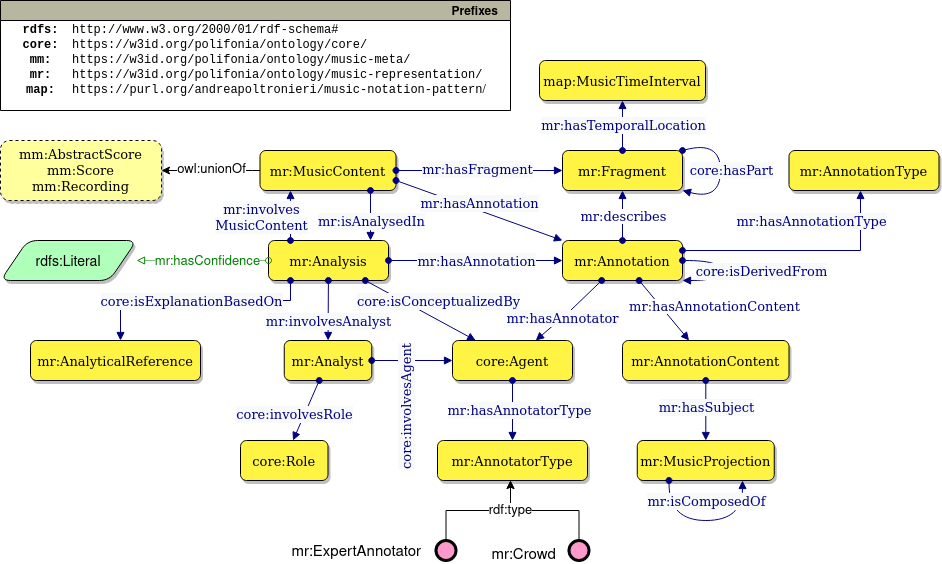 Prefixes
rdfs: http://www.w3.org/2000/01/rdf-schema#
core: https://w3id.org/polifonia/ontology/core/
mm: https://w3id.org/polifonia/ontology/music-meta/
mr: https://w3id.org/polifonia/ontology/music-representation/
map: https://purl.org/andreapoltronieri/music-notation-pattern/
map:MusicTimeInterval
mr:hasTemporalLocation
mm:AbstractScore
mm:Score
mm:Recording
owl:unionOf
mr:MusicContent
mr:hasFragment
mr:Fragment
core:hasPart
mr:AnnotationType
mr:involves
MusicContent
mr:isAnalysedIn
mr:hasAnnotation
mr:describes
mr:hasAnnotationType
rdfs:Literal
mr:hasConfidence
mr:Analysis
mr:hasAnnotation
mr:Annotation
core:isDerivedFrom
core:isExplanationBasedOn
core:isConceptualizedBy
mr:involvesAnalyst
mr:hasAnnotator
mr:hasAnnotationContent
mr:AnalyticalReference
mr:Analyst
core:involvesAgent
core:Agent
mr:AnnotationContent
core:involvesRole
mr:hasAnnotatorType
mr:hasSubject
core:Role
mr:AnnotatorType
mr:MusicProjection
mr:isComposedOf
rdf:type
mr:ExpertAnnotator
mr:Crowd